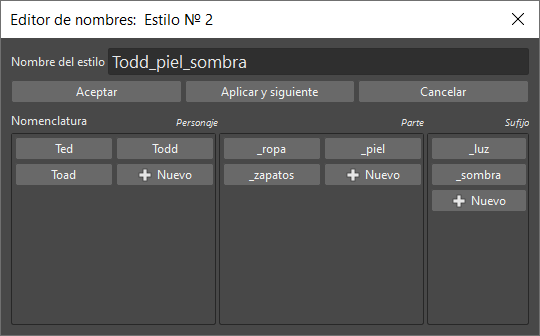 Editor de nombres: Estilo Nº 2
Nombre del estilo Todd_piel_sombra
Aceptar Aplicar y siguiente Cancelar
Nomenclatura Personaje Parte Sufijo
Ted Todd _ropa _piel _luz
Toad Nuevo _zapatos Nuevo _sombra
Nuevo